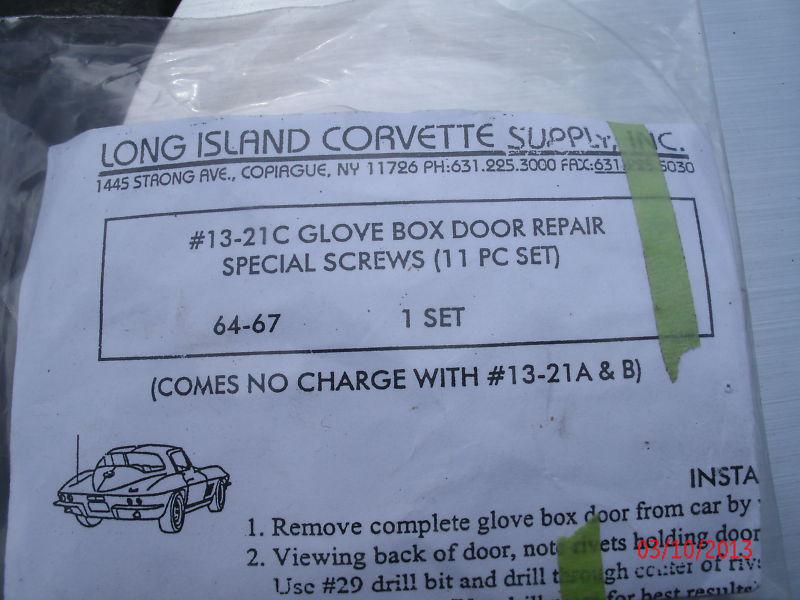 LONG ISLAND CORVETTE SUPPLY, INC.
1445 STRONG AVE., COPIAGUE, NY 11726 PH:631.225.3000 FAX:631. 5030
#13-21C GLOVE BOX DOOR REPAIR
SPECIAL SCREWS (11 PC SET)
64-67 1 SET
(COMES NO CHARGE WITH #13-21A & B)
INSTA
1. Remove complete glove box door from car by
2. Viewing back of door, note rivets holding door
03/10/2013
Use #29 drill bit and drill through center of riv
for best results